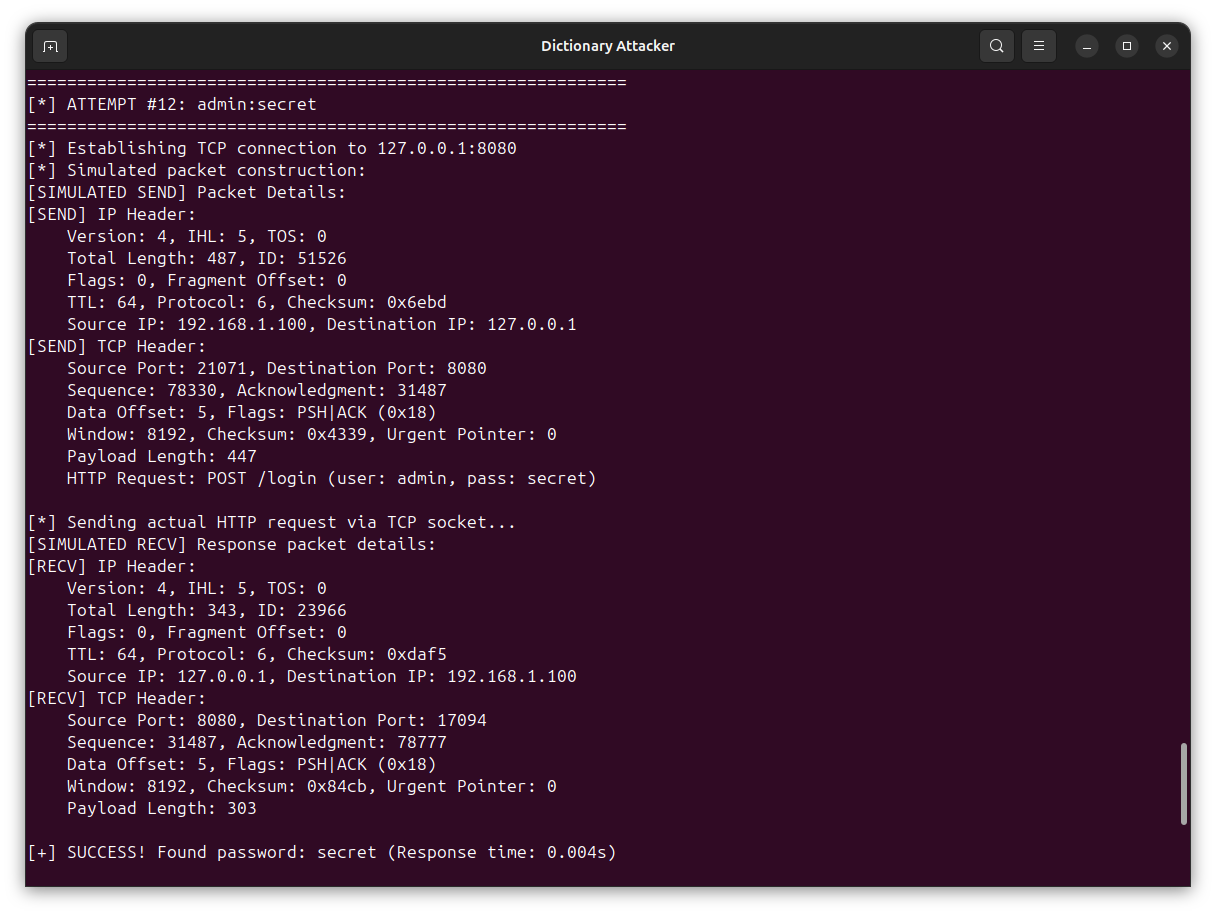 Dictionary Attacker
============================================================
[*] ATTEMPT #12: admin:secret
============================================================
[*] Establishing TCP connection to 127.0.0.1:8080
[*] Simulated packet construction:
[SIMULATED SEND] Packet Details:
[SEND] IP Header:
    Version: 4, IHL: 5, TOS: 0
    Total Length: 487, ID: 51526
    Flags: 0, Fragment Offset: 0
    TTL: 64, Protocol: 6, Checksum: 0x6ebd
    Source IP: 192.168.1.100, Destination IP: 127.0.0.1
[SEND] TCP Header:
    Source Port: 21071, Destination Port: 8080
    Sequence: 78330, Acknowledgment: 31487
    Data Offset: 5, Flags: PSH|ACK (0x18)
    Window: 8192, Checksum: 0x4339, Urgent Pointer: 0
    Payload Length: 447
    HTTP Request: POST /login (user: admin, pass: secret)

[*] Sending actual HTTP request via TCP socket...
[SIMULATED RECV] Response packet details:
[RECV] IP Header:
    Version: 4, IHL: 5, TOS: 0
    Total Length: 343, ID: 23966
    Flags: 0, Fragment Offset: 0
    TTL: 64, Protocol: 6, Checksum: 0xdaf5
    Source IP: 127.0.0.1, Destination IP: 192.168.1.100
[RECV] TCP Header:
    Source Port: 8080, Destination Port: 17094
    Sequence: 31487, Acknowledgment: 78777
    Data Offset: 5, Flags: PSH|ACK (0x18)
    Window: 8192, Checksum: 0x84cb, Urgent Pointer: 0
    Payload Length: 303

[+] SUCCESS! Found password: secret (Response time: 0.004s)